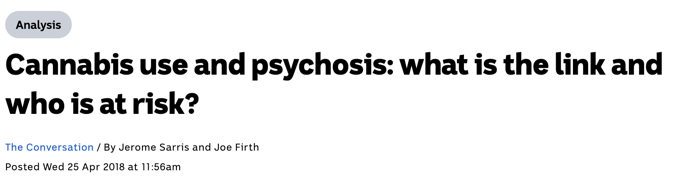 Analysis
Cannabis use and psychosis: what is the link and
who is at risk?
The Conversation / By Jerome Sarris and Joe Firth
Posted Wed 25 Apr 2018 at 11:56am